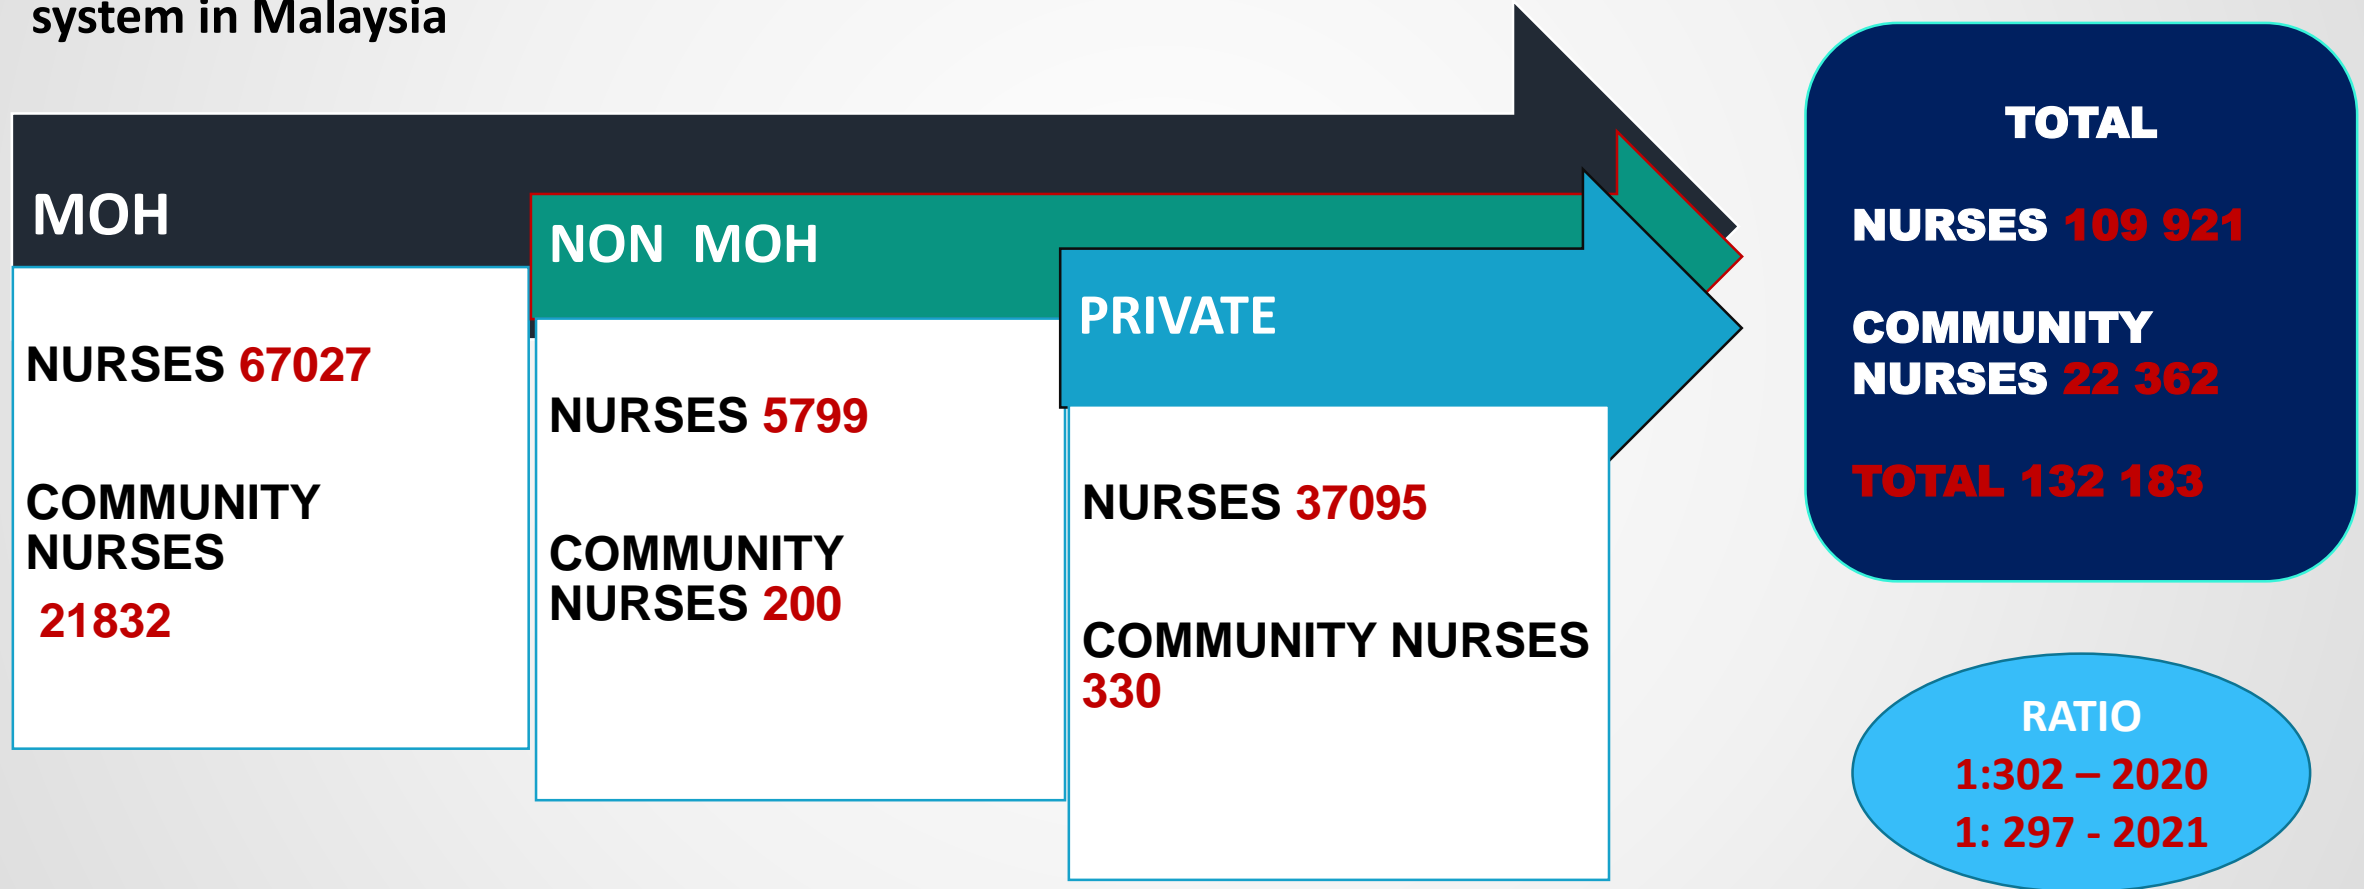 system in Malaysia
MOH
NURSES 67027
COMMUNITY
NURSES
21832
NON MOH
NURSES 5799
COMMUNITY
NURSES 200
PRIVATE
NURSES 37095
COMMUNITY NURSES
330
TOTAL
NURSES 109 921
COMMUNITY
NURSES 22 362
TOTAL 132 183
RATIO
1:302 – 2020
1: 297 - 2021